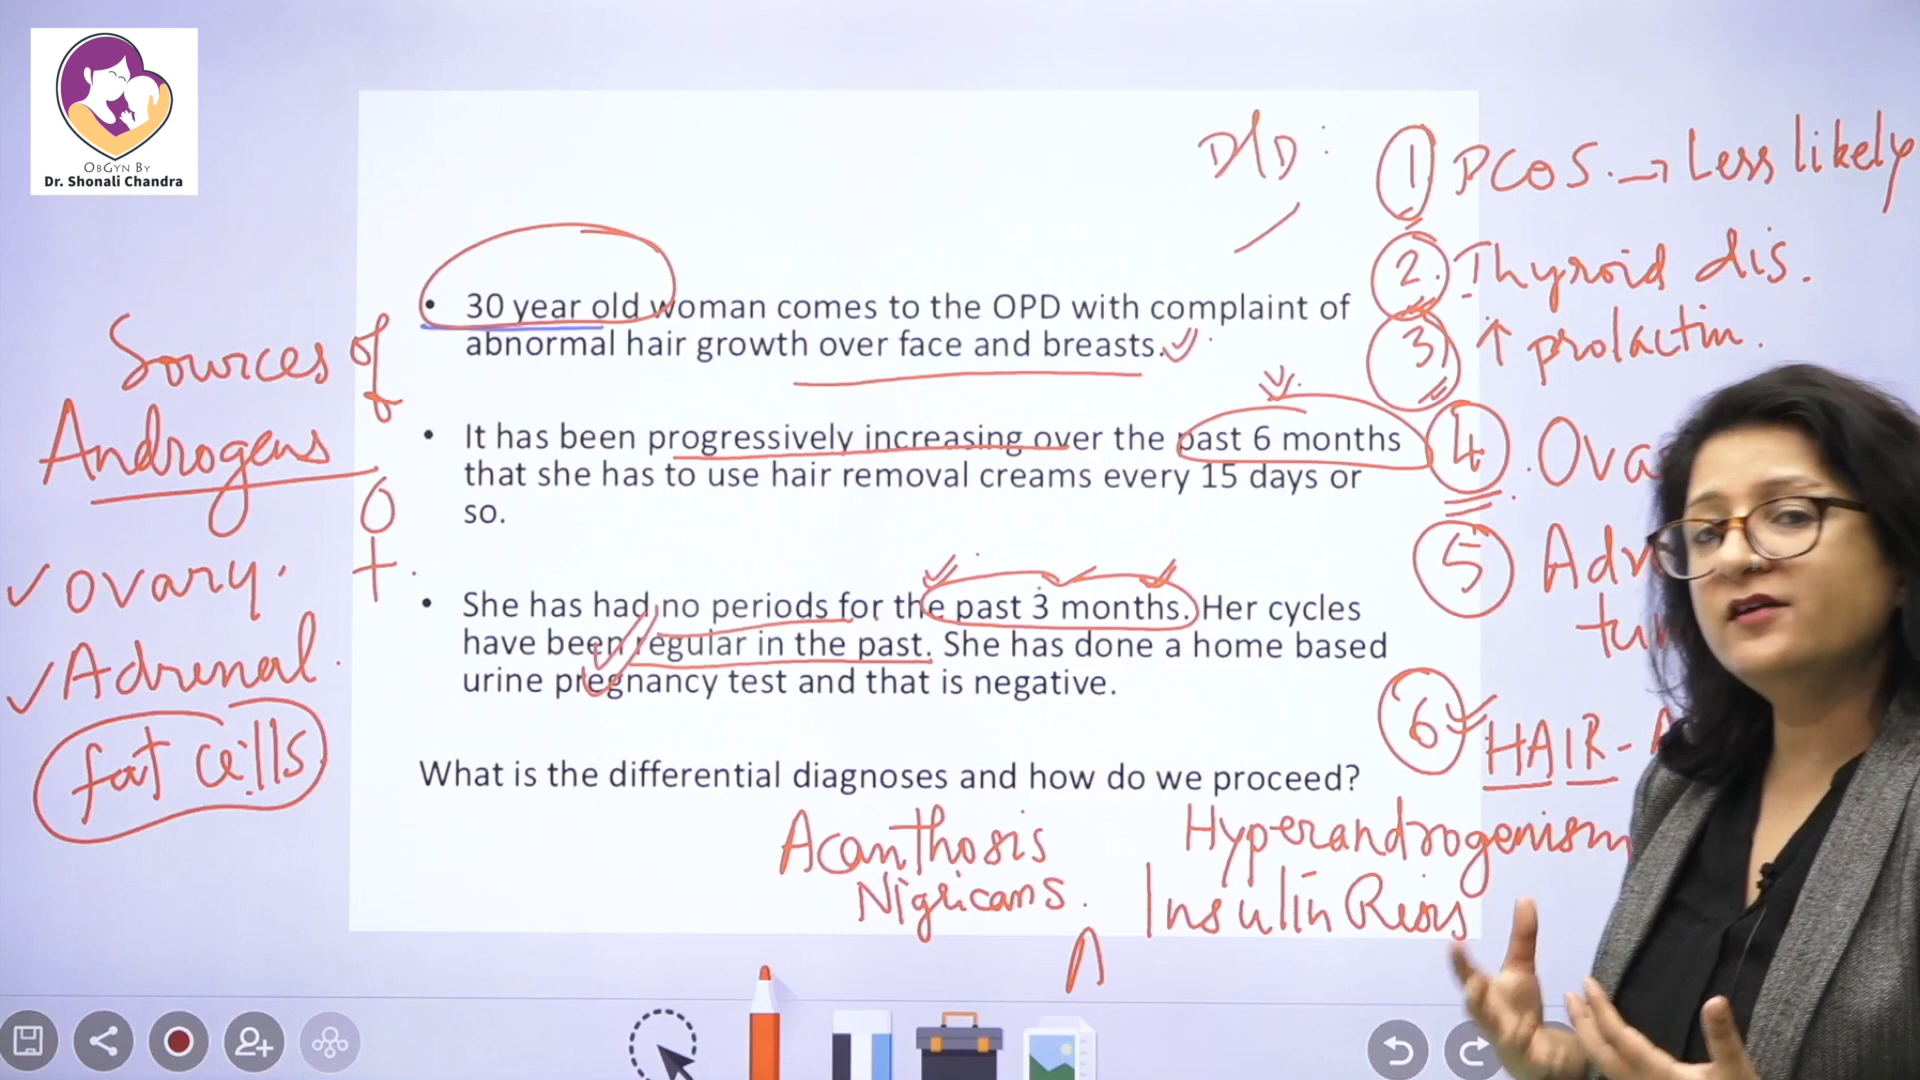 ObGyn By
Dr. Shonali Chandra
D/D :
1 PCOS. → Less likely
2. Thyroid dis.
3) ↑ prolactin.
4. Ova
5 Adr
tu
6 HAIR - A
• 30 year old woman comes to the OPD with complaint of
abnormal hair growth over face and breasts.
• It has been progressively increasing over the past 6 months
that she has to use hair removal creams every 15 days or
so.
• She has had no periods for the past 3 months. Her cycles
have been regular in the past. She has done a home based
urine pregnancy test and that is negative.
What is the differential diagnoses and how do we proceed?
Sources of
Androgens
✓ Ovary.
✓ Adrenal.
fat cells
Acanthosis
Nigricans.
Hyperandrogenism
Insulin